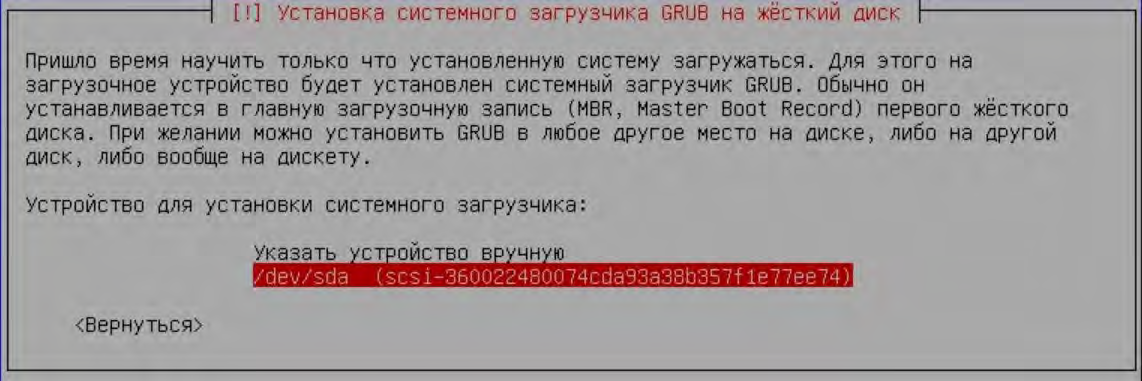 [!] Установка системного загрузчика GRUB на жёсткий диск
Пришло время научить только что установленную систему загружаться. Для этого на
загрузочное устройство будет установлен системный загрузчик GRUB. Обычно он
устанавливается в главную загрузочную запись (MBR, Master Boot Record) первого жёсткого
диска. При желании можно установить GRUB в любое другое место на диске, либо на другой
диск, либо вообще на дискету.
Устройство для установки системного загрузчика:
Указать устройство вручную
/dev/sda (scsi-360022480074cda93a38b357f1e77ee74)
<Вернуться>